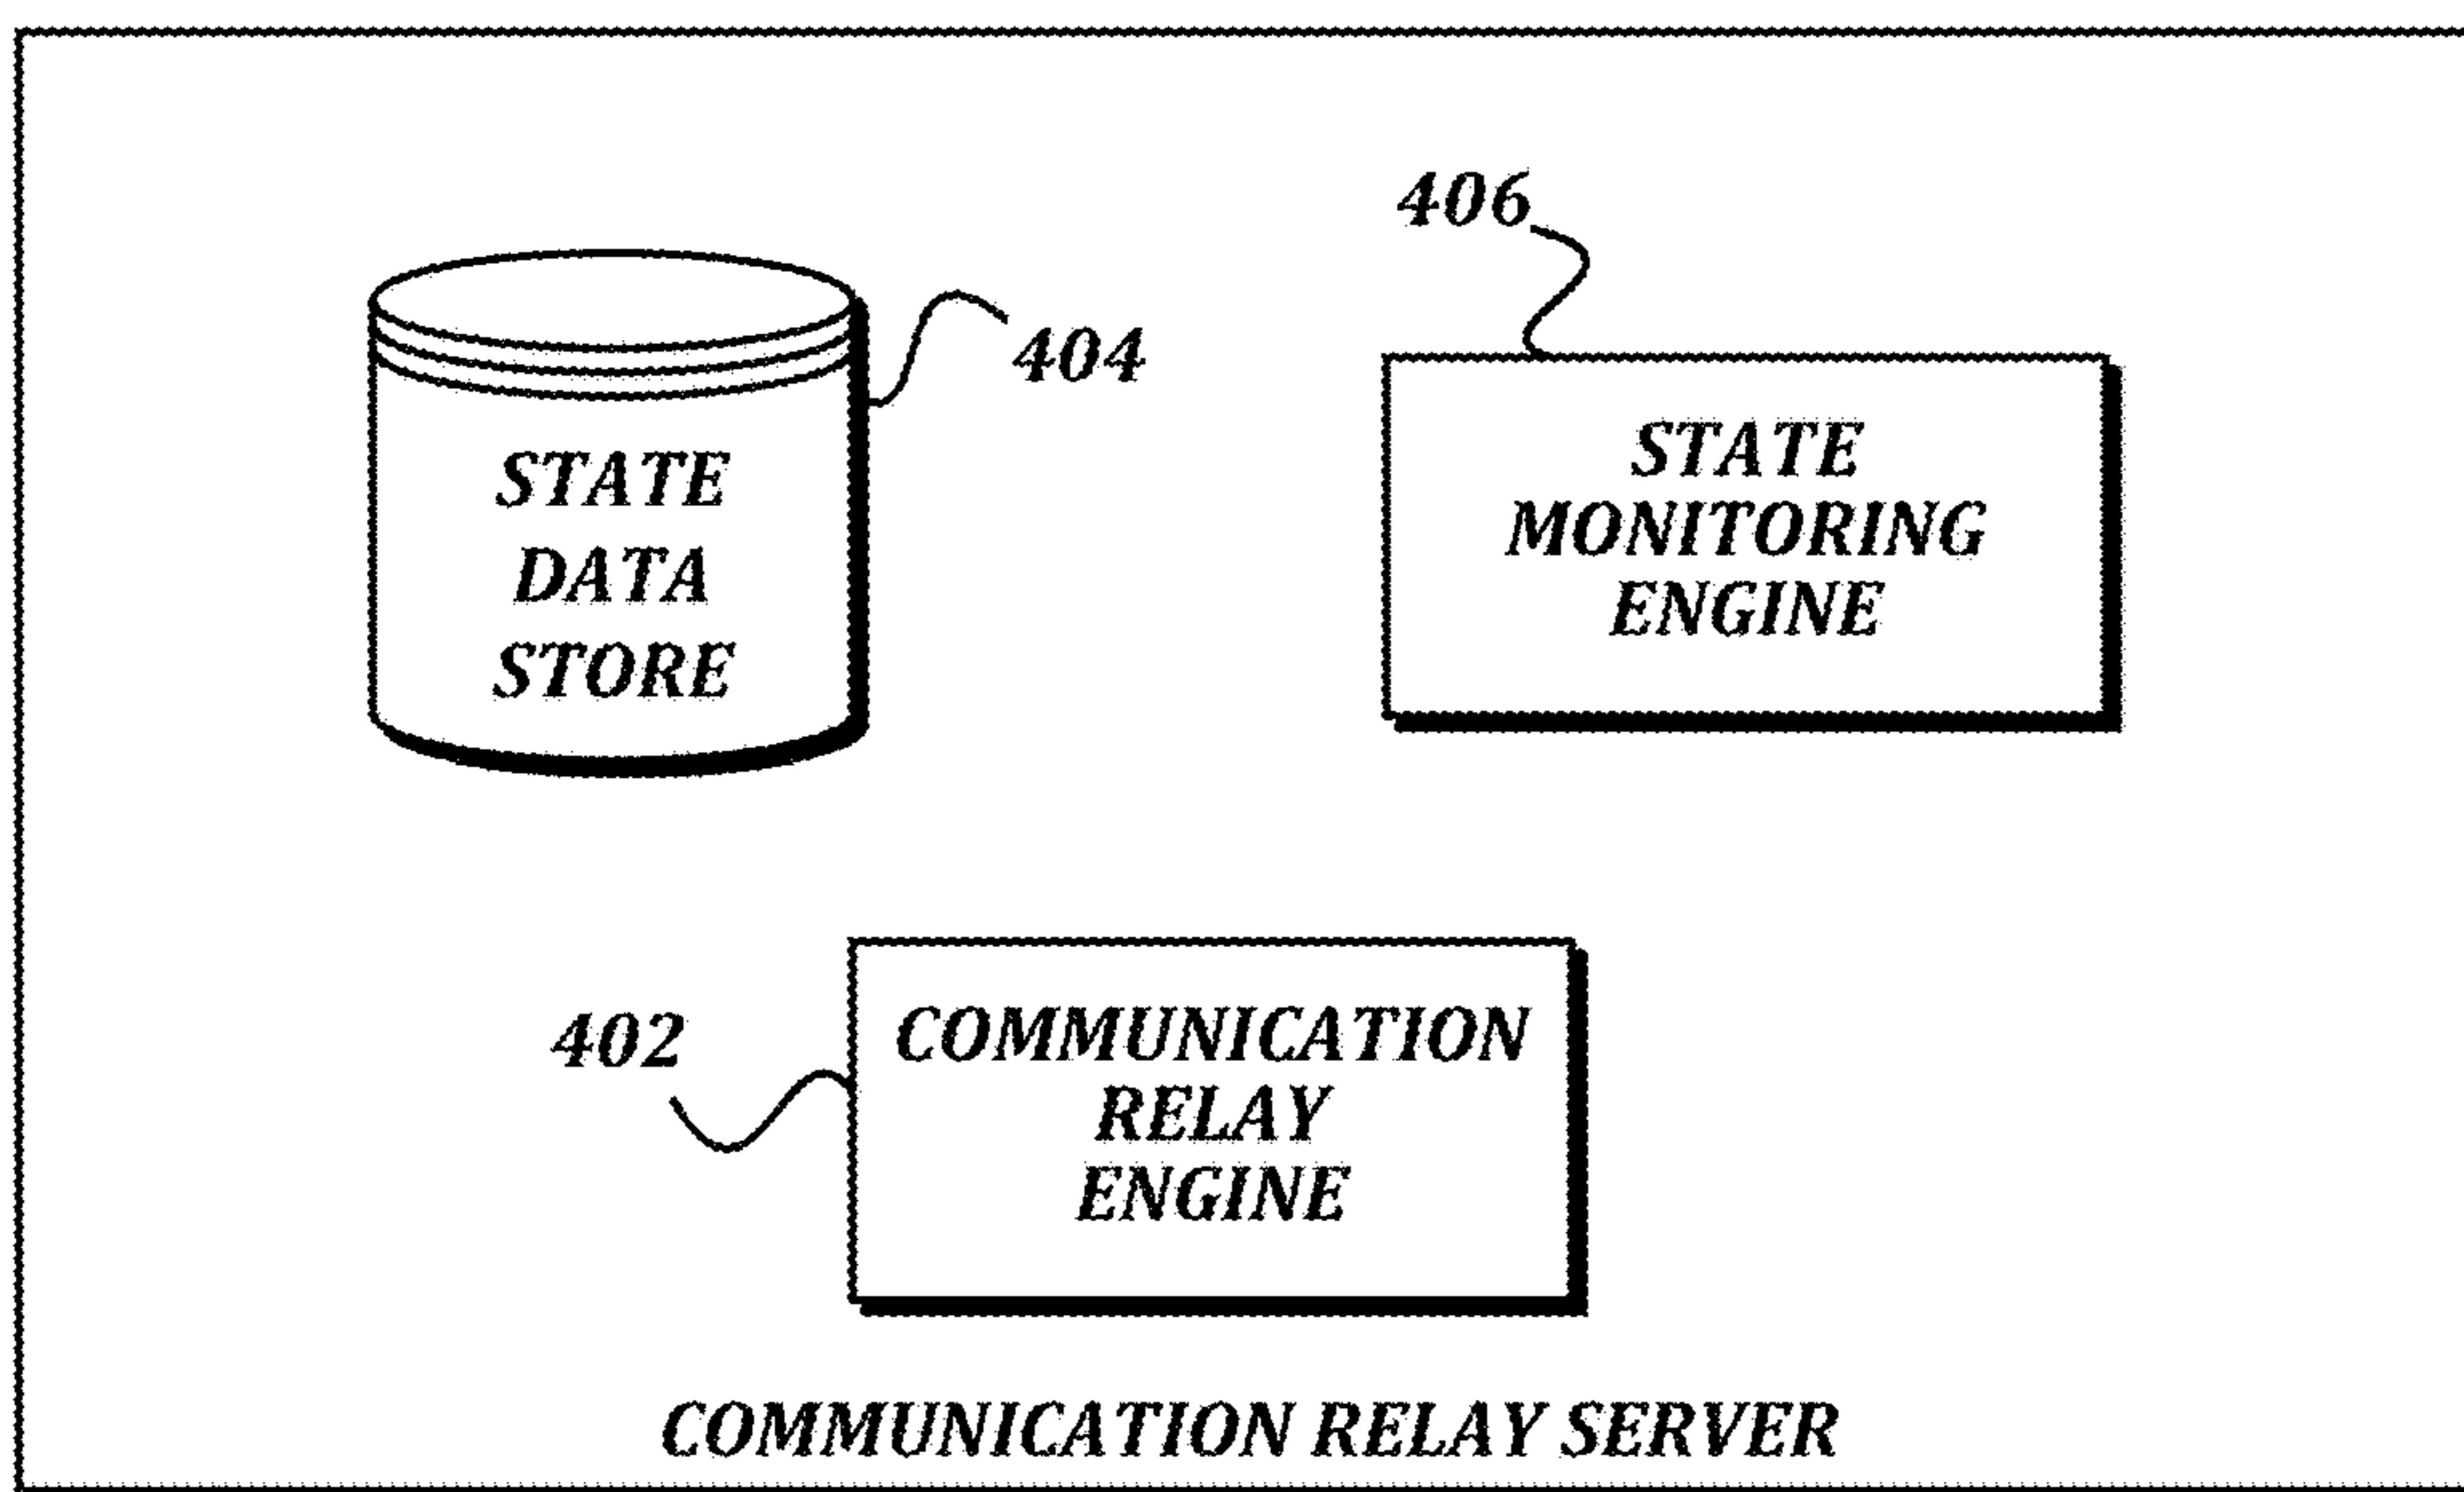 406
404
STATE
DATA
STORE
STATE
MONITORING
ENGINE
402
COMMUNICATION
RELAY
ENGINE
COMMUNICATION RELAY SERVER